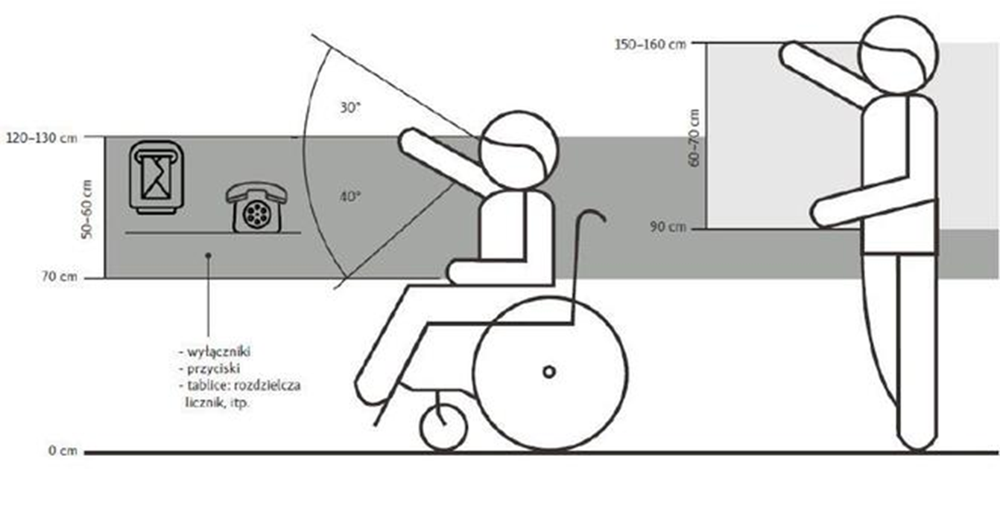 150–160 cm
30°
120–130 cm
60–70 cm
40°
50–60 cm
90 cm
70 cm
- wyłączniki
- przyciski
- tablice: rozdzielcza
licznik, itp.
0 cm